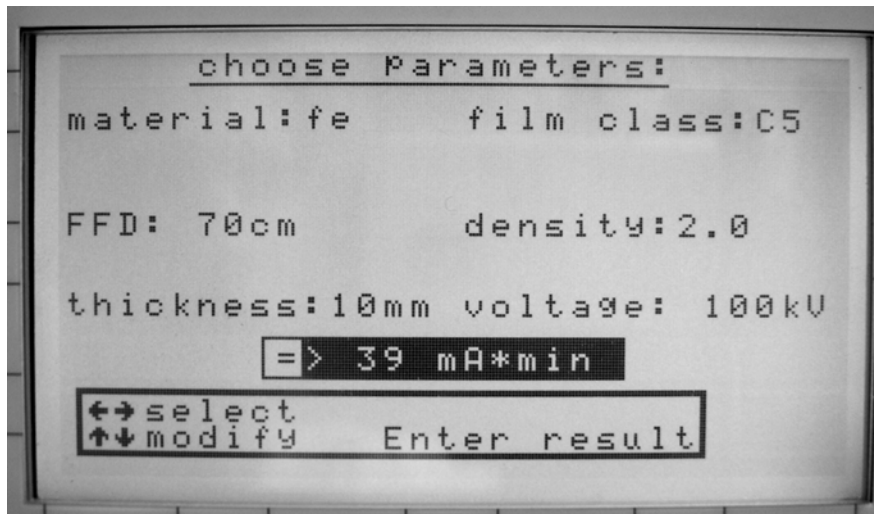 choose Parameters:
material:fe film class:C5
FFD: 70cm density:2.0
thickness:10mm voltage: 100kV
=> 39 mA*min
←→select
↑↓modify Enter result